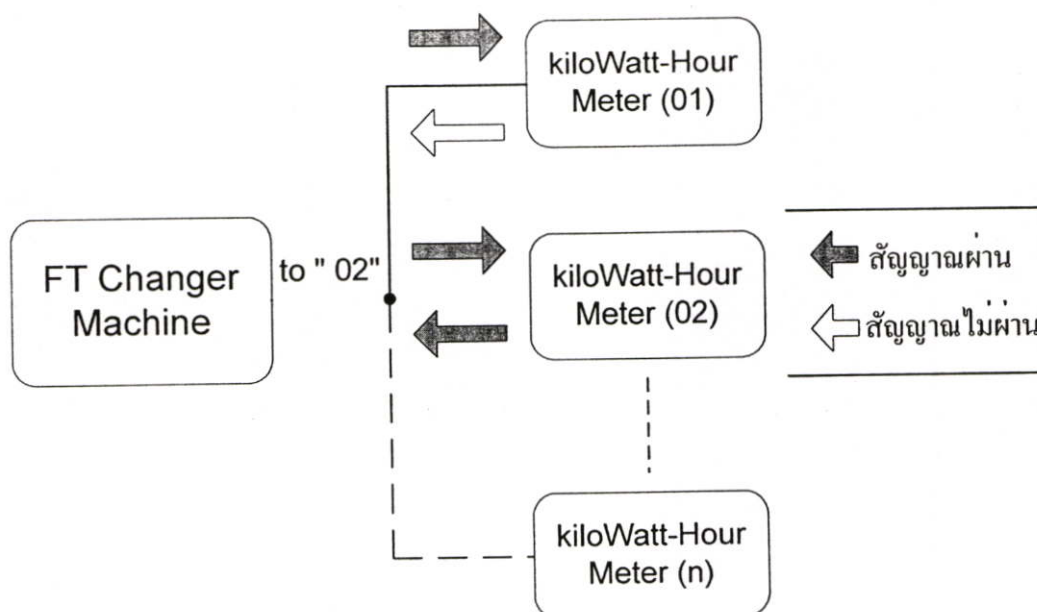 kiloWatt-Hour
Meter (01)
FT Changer
Machine
to " 02"
kiloWatt-Hour
Meter (02)
สัญญาณผ่าน
สัญญาณไม่ผ่าน
kiloWatt-Hour
Meter (n)